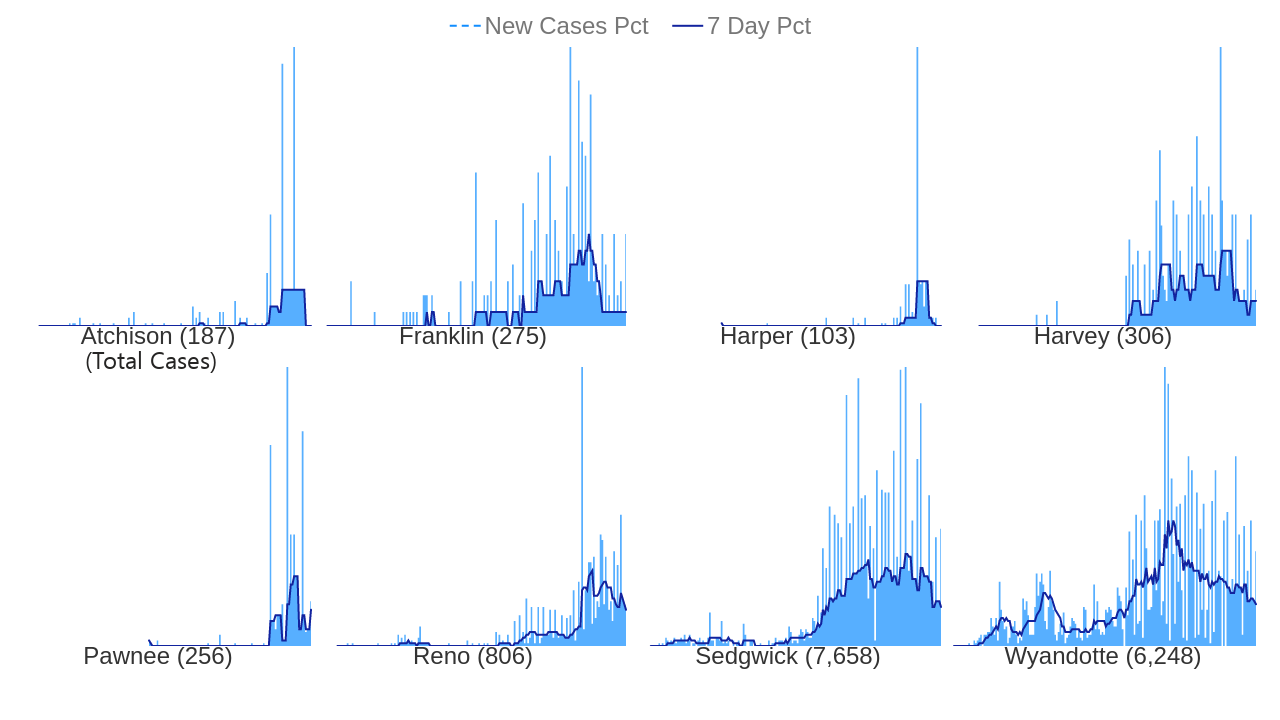 New Cases Pct 7 Day Pct
Atchison (187) Franklin (275) Harper (103) Harvey (306)
(Total Cases)
Pawnee (256) Reno (806) Sedgwick (7,658) Wyandotte (6,248)